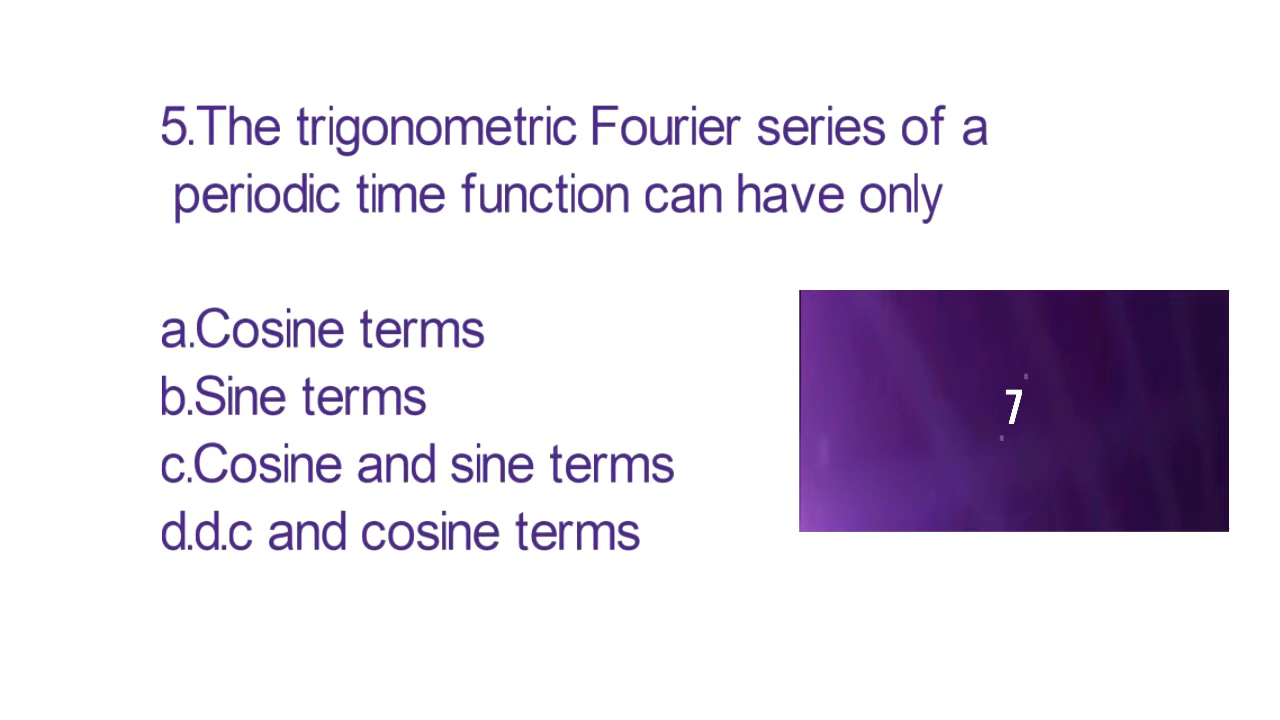 5.The trigonometric Fourier series of a
periodic time function can have only
a.Cosine terms
b.Sine terms
c.Cosine and sine terms
d.d.c and cosine terms
7